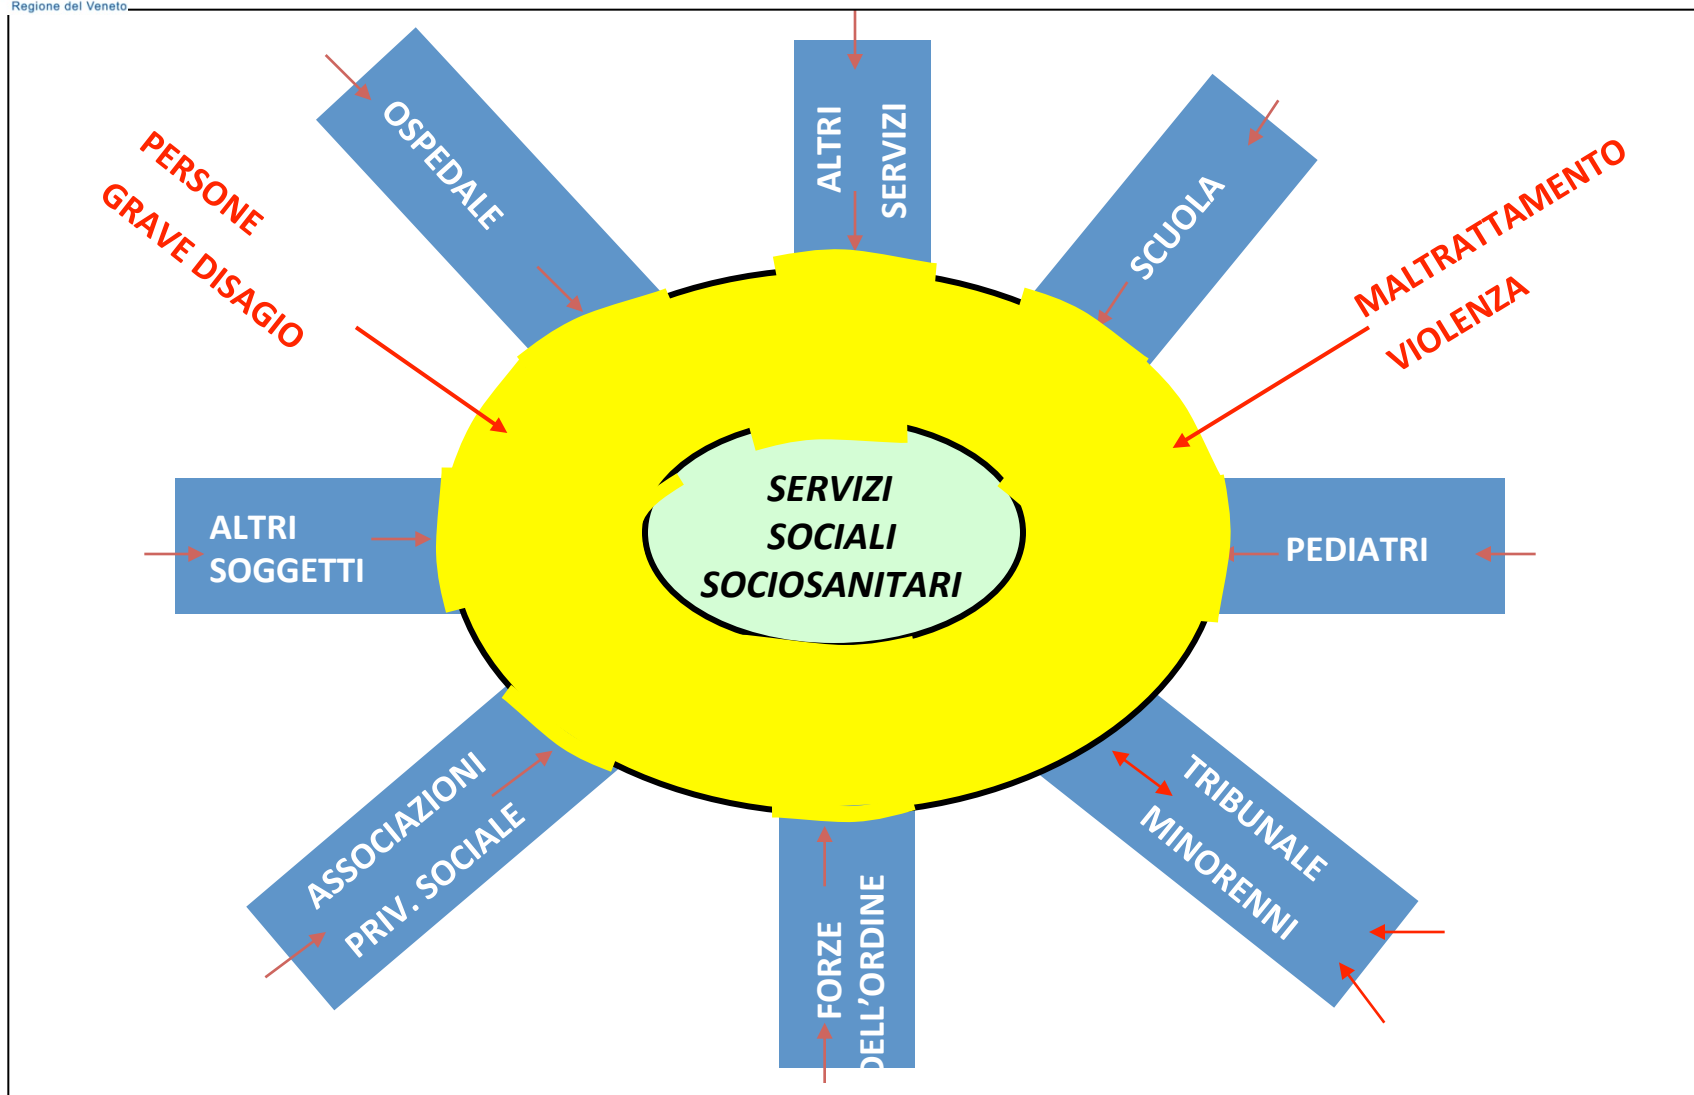 Regione del Veneto
OSPEDALE
ALTRI
SERVIZI
SCUOLA
PERSONE
GRAVE DISAGIO
MALTRATTAMENTO
VIOLENZA
SERVIZI
SOCIALI
SOCIOSANITARI
ALTRI
SOGGETTI
PEDIATRI
ASSOCIAZIONI
PRIV. SOCIALE
FORZE
DELL'ORDINE
TRIBUNALE
MINORENNI